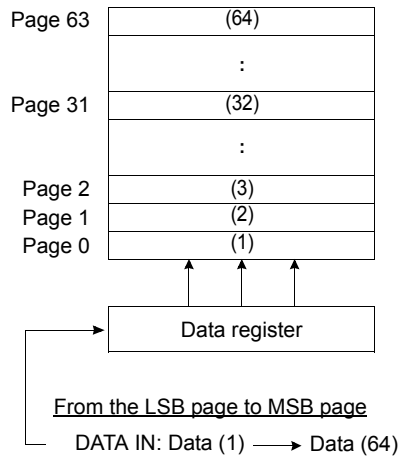 Page 63 (64)
:
Page 31 (32)
:
Page 2 (3)
Page 1 (2)
Page 0 (1)
Data register
From the LSB page to MSB page
DATA IN: Data (1) Data (64)